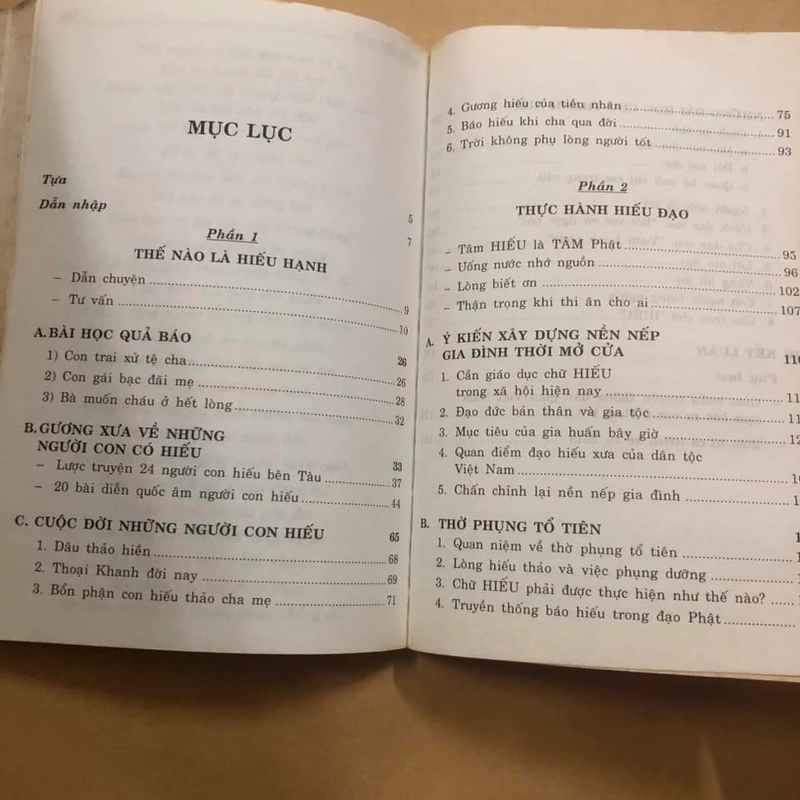 MỤC LỤC
Tựa 5
Dẫn nhập 7
Phần 1
THẾ NÀO LÀ HIẾU HẠNH
– Dẫn chuyện 9
– Tư vấn 10
A. BÀI HỌC QUẢ BÁO 26
1) Con trai xử tệ cha 26
2) Con gái bạc đãi mẹ 28
3) Bà muốn cháu ở hết lòng 32
B. GƯƠNG XƯA VỀ NHỮNG
NGƯỜI CON CÓ HIẾU 33
– Lược truyện 24 người con hiếu bên Tàu 37
– 20 bài diễn quốc âm người con hiếu 44
C. CUỘC ĐỜI NHỮNG NGƯỜI CON HIẾU 65
1. Dâu thảo hiền 68
2. Thoại Khanh đời nay 69
3. Bổn phận con hiếu thảo cha mẹ 71
4. Gương hiếu của tiền nhân 75
5. Báo hiếu khi cha qua đời 91
6. Trời không phụ lòng người tốt 93
Phần 2
THỰC HÀNH HIẾU ĐẠO
– Tâm HIẾU là TÂM Phật 95
– Uống nước nhớ nguồn 96
– Lòng biết ơn 102
– Thận trọng khi thi ân cho ai 107
A. Ý KIẾN XÂY DỰNG NỀN NẾP
GIA ĐÌNH THỜI MỞ CỬA
1. Cần giáo dục chữ HIẾU
trong xã hội hiện nay
2. Đạo đức bản thân và gia tộc
3. Mục tiêu của gia huấn bây giờ
4. Quan điểm đạo hiếu xưa của dân tộc
Việt Nam
5. Chấn chỉnh lại nền nếp gia đình
B. THỜ PHỤNG TỔ TIÊN
1. Quan niệm về thờ phụng tổ tiên
2. Lòng hiếu thảo và việc phụng dưỡng
3. Chữ HIẾU phải được thực hiện như thế nào?
4. Truyền thống báo hiếu trong đạo Phật